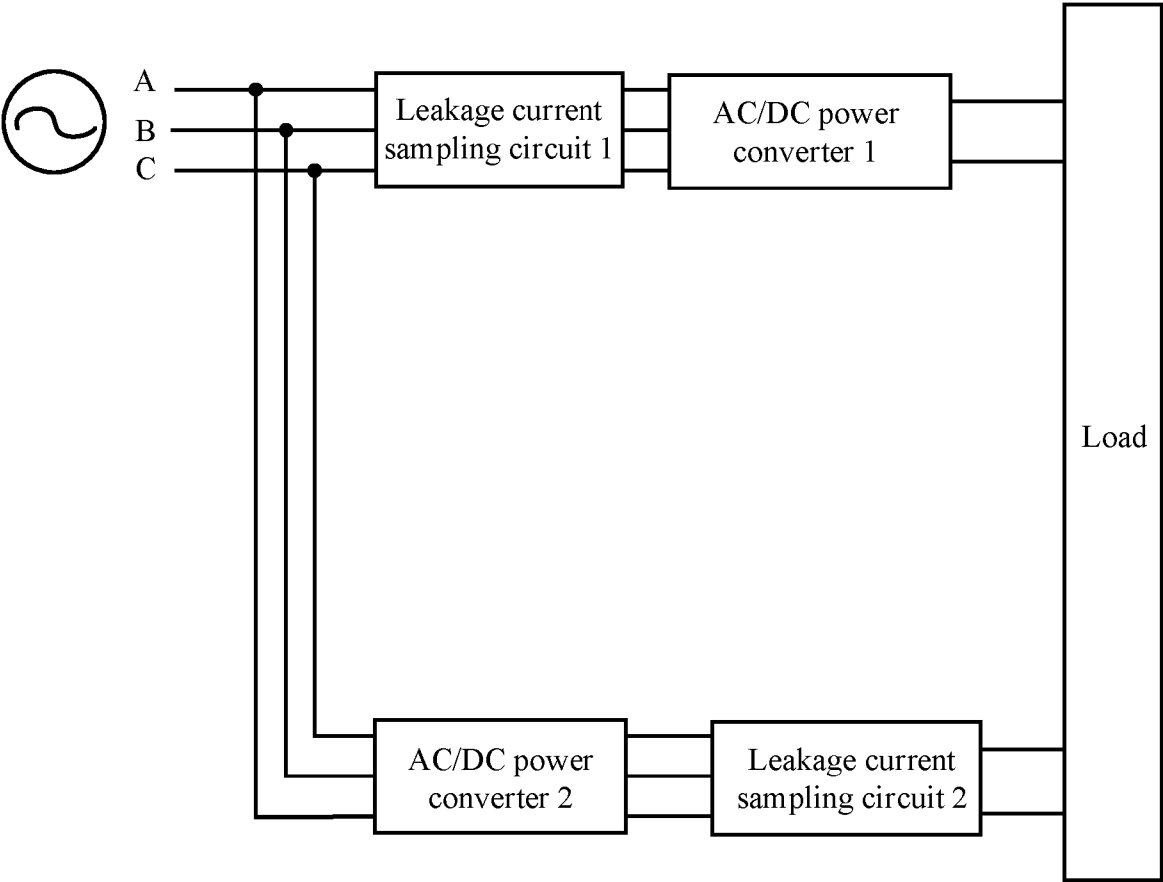 A
B
C
Leakage current
sampling circuit 1
AC/DC power
converter 1
Load
AC/DC power
converter 2
Leakage current
sampling circuit 2